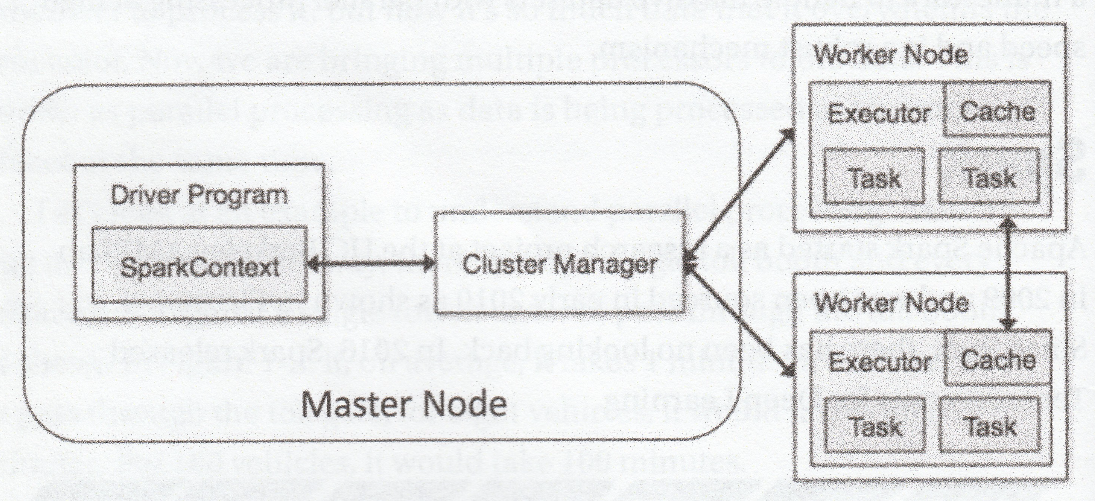 Worker Node
Executor Cache
Task Task
Driver Program
SparkContext
Cluster Manager
Master Node
Worker Node
Executor Cache
Task Task